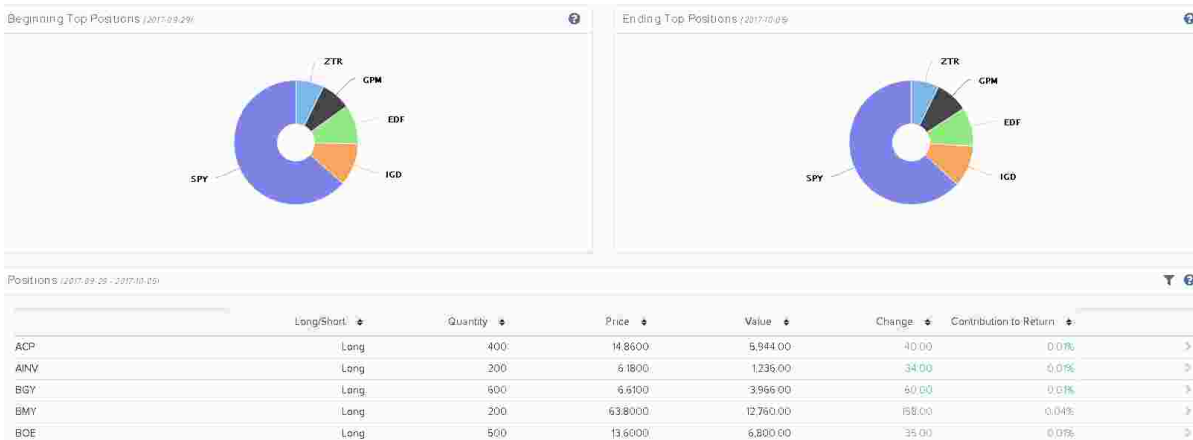 Beginning Top Positions (2017-09-29)
Ending Top Positions (2017-10-05)
ZTR
GPM
EDF
IGD
SPY
ZTR
GPM
EDF
IGD
SPY
Positions (2017-09-29 - 2017-10-05)
Long/Short Quantity Price Value Change Contribution to Return
ACP Long 400 14.8600 5,944.00 40.00 0.01%
AINV Long 200 6.1800 1,236.00 34.00 0.01%
BGY Long 600 6.6100 3,966.00 60.00 0.01%
BMY Long 200 63.8000 12,760.00 158.00 0.04%
BOE Long 500 13.6000 6,800.00 35.00 0.01%